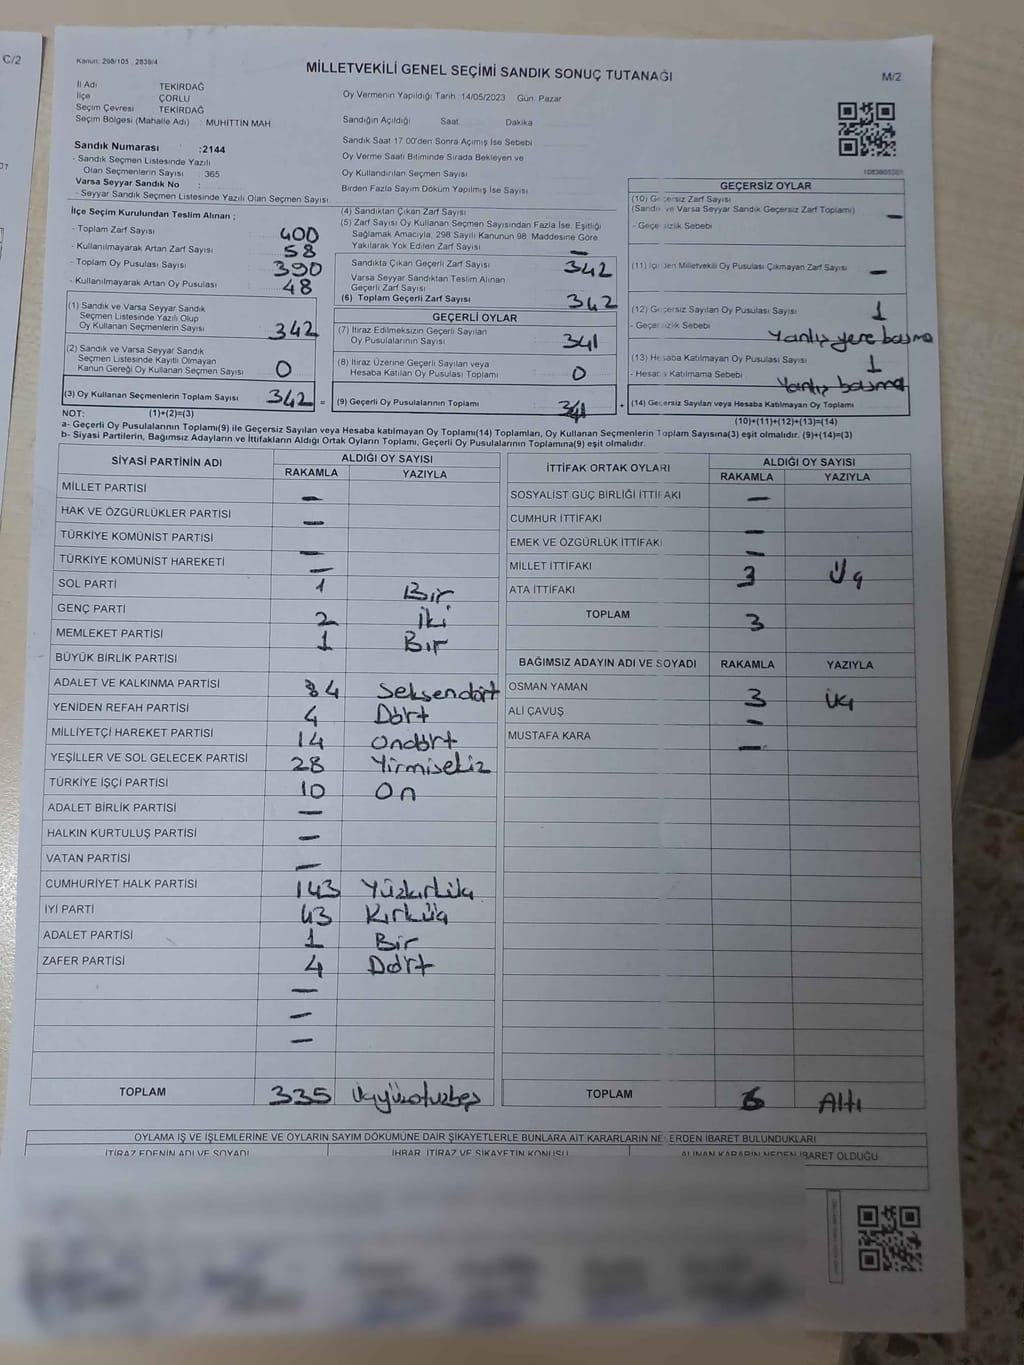 C/2
Kanun: 298/105 , 2839/4
MİLLETVEKİLİ GENEL SEÇİMİ SANDIK SONUÇ TUTANAĞI
M/2
İl Adı TEKİRDAĞ
İlçe ÇORLU
Seçim Çevresi TEKİRDAĞ
Seçim Bölgesi (Mahalle Adı) : MUHİTTİN MAH
Oy Vermenin Yapıldığı Tarih :14/05/2023 Gün: Pazar
Sandığın Açıldığı Saat: Dakika
Sandık Saat 17 00'den Sonra Açımış İse Sebebi
Oy Verme Saati Bitiminde Sırada Bekleyen ve
Oy Kullandırılan Seçmen Sayısı
Birden Fazla Sayım Döküm Yapılmış İse Sayısı
Sandık Numarası :2144
- Sandık Seçmen Listesinde Yazılı
Olan Seçmenlerin Sayısı : 365
Varsa Seyyar Sandık No :
- Seyyar Sandık Seçmen Listesinde Yazılı Olan Seçmen Sayısı
İlçe Seçim Kurulundan Teslim Alınan ;
- Toplam Zarf Sayısı 400
- Kullanılmayarak Artan Zarf Sayısı 58
- Toplam Oy Pusulası Sayısı 390
- Kullanılmayarak Artan Oy Pusulası 48
(1) Sandık ve Varsa Seyyar Sandık
Seçmen Listesinde Yazılı Olup
Oy Kullanan Seçmenlerin Sayısı 342
(2) Sandık ve Varsa Seyyar Sandık
Seçmen Listesinde Kayıtlı Olmayan
Kanun Gereği Oy Kullanan Seçmen Sayısı 0
(3) Oy Kullanan Seçmenlerin Toplam Sayısı 342 =
(4) Sandıktan Çıkan Zarf Sayısı
(5) Zarf Sayısı Oy Kullanan Seçmen Sayısından Fazla İse, Eşitliği
Sağlamak Amacıyla, 298 Sayılı Kanunun 98. Maddesine Göre
Yakılarak Yok Edilen Zarf Sayısı —
Sandıkta Çıkan Geçerli Zarf Sayısı 342
Varsa Seyyar Sandıktan Teslim Alınan
Geçerli Zarf Sayısı
(6) Toplam Geçerli Zarf Sayısı 342
GEÇERLİ OYLAR
(7) İtiraz Edilmeksizin Geçerli Sayılan
Oy Pusulalarının Sayısı 341
(8) İtiraz Üzerine Geçerli Sayılan veya
Hesaba Katılan Oy Pusulası Toplamı 0
(9) Geçerli Oy Pusulalarının Toplamı 341 +
GEÇERSİZ OYLAR
(10) Geçersiz Zarf Sayısı
(Sandık ve Varsa Seyyar Sandık Geçersiz Zarf Toplamı) —
- Geçersizlik Sebebi
(11) İçinden Milletvekili Oy Pusulası Çıkmayan Zarf Sayısı —
(12) Geçersiz Sayılan Oy Pusulası Sayısı 1
- Geçersizlik Sebebi Yanlış yere basma
(13) Hesaba Katılmayan Oy Pusulası Sayısı 1
- Hesaba Katılmama Sebebi Yanlış basma
(14) Geçersiz Sayılan veya Hesaba Katılmayan Oy Toplamı
NOT: (1)+(2)=(3) (10)+(11)+(12)+(13)=(14)
a- Geçerli Oy Pusulalarının Toplamı(9) ile Geçersiz Sayılan veya Hesaba Katılmayan Oy Toplamı(14) Toplamları, Oy Kullanan Seçmenlerin Toplam Sayısına(3) eşit olmalıdır. (9)+(14)=(3)
b- Siyasi Partilerin, Bağımsız Adayların ve İttifakların Aldığı Ortak Oyların Toplamı, Geçerli Oy Pusulalarının Toplamına(9) eşit olmalıdır.
SİYASİ PARTİNİN ADI ALDIĞI OY SAYISI
RAKAMLA YAZIYLA
MİLLET PARTİSİ —
HAK VE ÖZGÜRLÜKLER PARTİSİ —
TÜRKİYE KOMÜNİST PARTİSİ —
TÜRKİYE KOMÜNİST HAREKETİ —
SOL PARTİ 1 Bir
GENÇ PARTİ 2 İki
MEMLEKET PARTİSİ 1 Bir
BÜYÜK BİRLİK PARTİSİ
ADALET VE KALKINMA PARTİSİ 84 Seksendört
YENİDEN REFAH PARTİSİ 4 Dört
MİLLİYETÇİ HAREKET PARTİSİ 14 Ondört
YEŞİLLER VE SOL GELECEK PARTİSİ 28 Yirmisekiz
TÜRKİYE İŞÇİ PARTİSİ 10 On
ADALET BİRLİK PARTİSİ —
HALKIN KURTULUŞ PARTİSİ —
VATAN PARTİSİ —
CUMHURİYET HALK PARTİSİ 143 Yüzkırküç
İYİ PARTİ 43 Kırküç
ADALET PARTİSİ 1 Bir
ZAFER PARTİSİ 4 Dört
—
—
—
TOPLAM 335 üçyüzotuzbeş
İTTİFAK ORTAK OYLARI ALDIĞI OY SAYISI
RAKAMLA YAZIYLA
SOSYALİST GÜÇ BİRLİĞİ İTTİFAKI —
CUMHUR İTTİFAKI —
EMEK VE ÖZGÜRLÜK İTTİFAKI —
MİLLET İTTİFAKI 3 Üç
ATA İTTİFAKI
TOPLAM 3
BAĞIMSIZ ADAYIN ADI VE SOYADI RAKAMLA YAZIYLA
OSMAN YAMAN 3 üç
ALİ ÇAVUŞ —
MUSTAFA KARA —
TOPLAM 6 Altı
OYLAMA İŞ VE İŞLEMLERİNE VE OYLARIN SAYIM DÖKÜMÜNE DAİR ŞİKAYETLERLE BUNLARA AİT KARARLARIN NELERDEN İBARET BULUNDUKLARI
İTİRAZ EDENİN ADI VE SOYADI İHBAR, İTİRAZ VE ŞİKAYETİN KONUSU ALINAN KARARIN NEDEN İBARET OLDUĞU